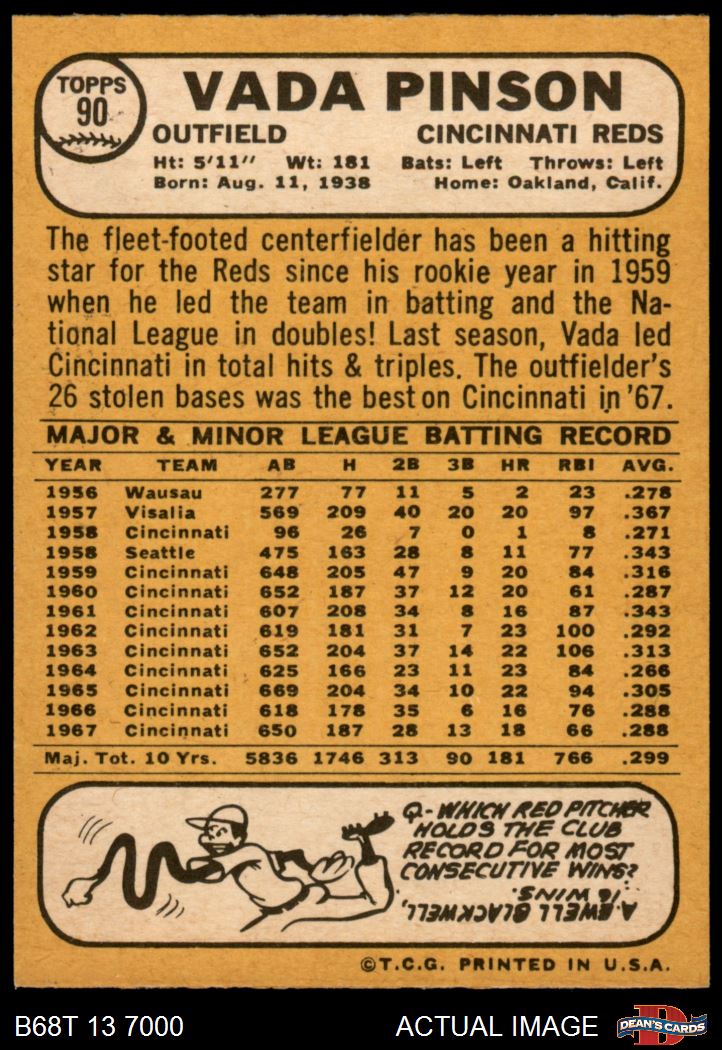 TOPPS
90
VADA PINSON
OUTFIELD CINCINNATI REDS
Ht: 5'11" Wt: 181 Bats: Left Throws: Left
Born: Aug. 11, 1938 Home: Oakland, Calif.
The fleet-footed centerfielder has been a hitting
star for the Reds since his rookie year in 1959
when he led the team in batting and the Na-
tional League in doubles! Last season, Vada led
Cincinnati in total hits & triples. The outfielder's
26 stolen bases was the best on Cincinnati in '67.
MAJOR & MINOR LEAGUE BATTING RECORD
YEAR TEAM AB H 2B 3B HR RBI AVG.
1956 Wausau 277 77 11 5 2 23 .278
1957 Visalia 569 209 40 20 20 97 .367
1958 Cincinnati 96 26 7 0 1 8 .271
1958 Seattle 475 163 28 8 11 77 .343
1959 Cincinnati 648 205 47 9 20 84 .316
1960 Cincinnati 652 187 37 12 20 61 .287
1961 Cincinnati 607 208 34 8 16 87 .343
1962 Cincinnati 619 181 31 7 23 100 .292
1963 Cincinnati 652 204 37 14 22 106 .313
1964 Cincinnati 625 166 23 11 23 84 .266
1965 Cincinnati 669 204 34 10 22 94 .305
1966 Cincinnati 618 178 35 6 16 76 .288
1967 Cincinnati 650 187 28 13 18 66 .288
Maj. Tot. 10 Yrs. 5836 1746 313 90 181 766 .299
Q-WHICH RED PITCHER
HOLDS THE CLUB
RECORD FOR MOST
CONSECUTIVE WINS?
A. EWELL BLACKWELL,
16 WINS.
©T.C.G. PRINTED IN U.S.A.
B68T 13 7000 ACTUAL IMAGE
D
DEAN'S CARDS